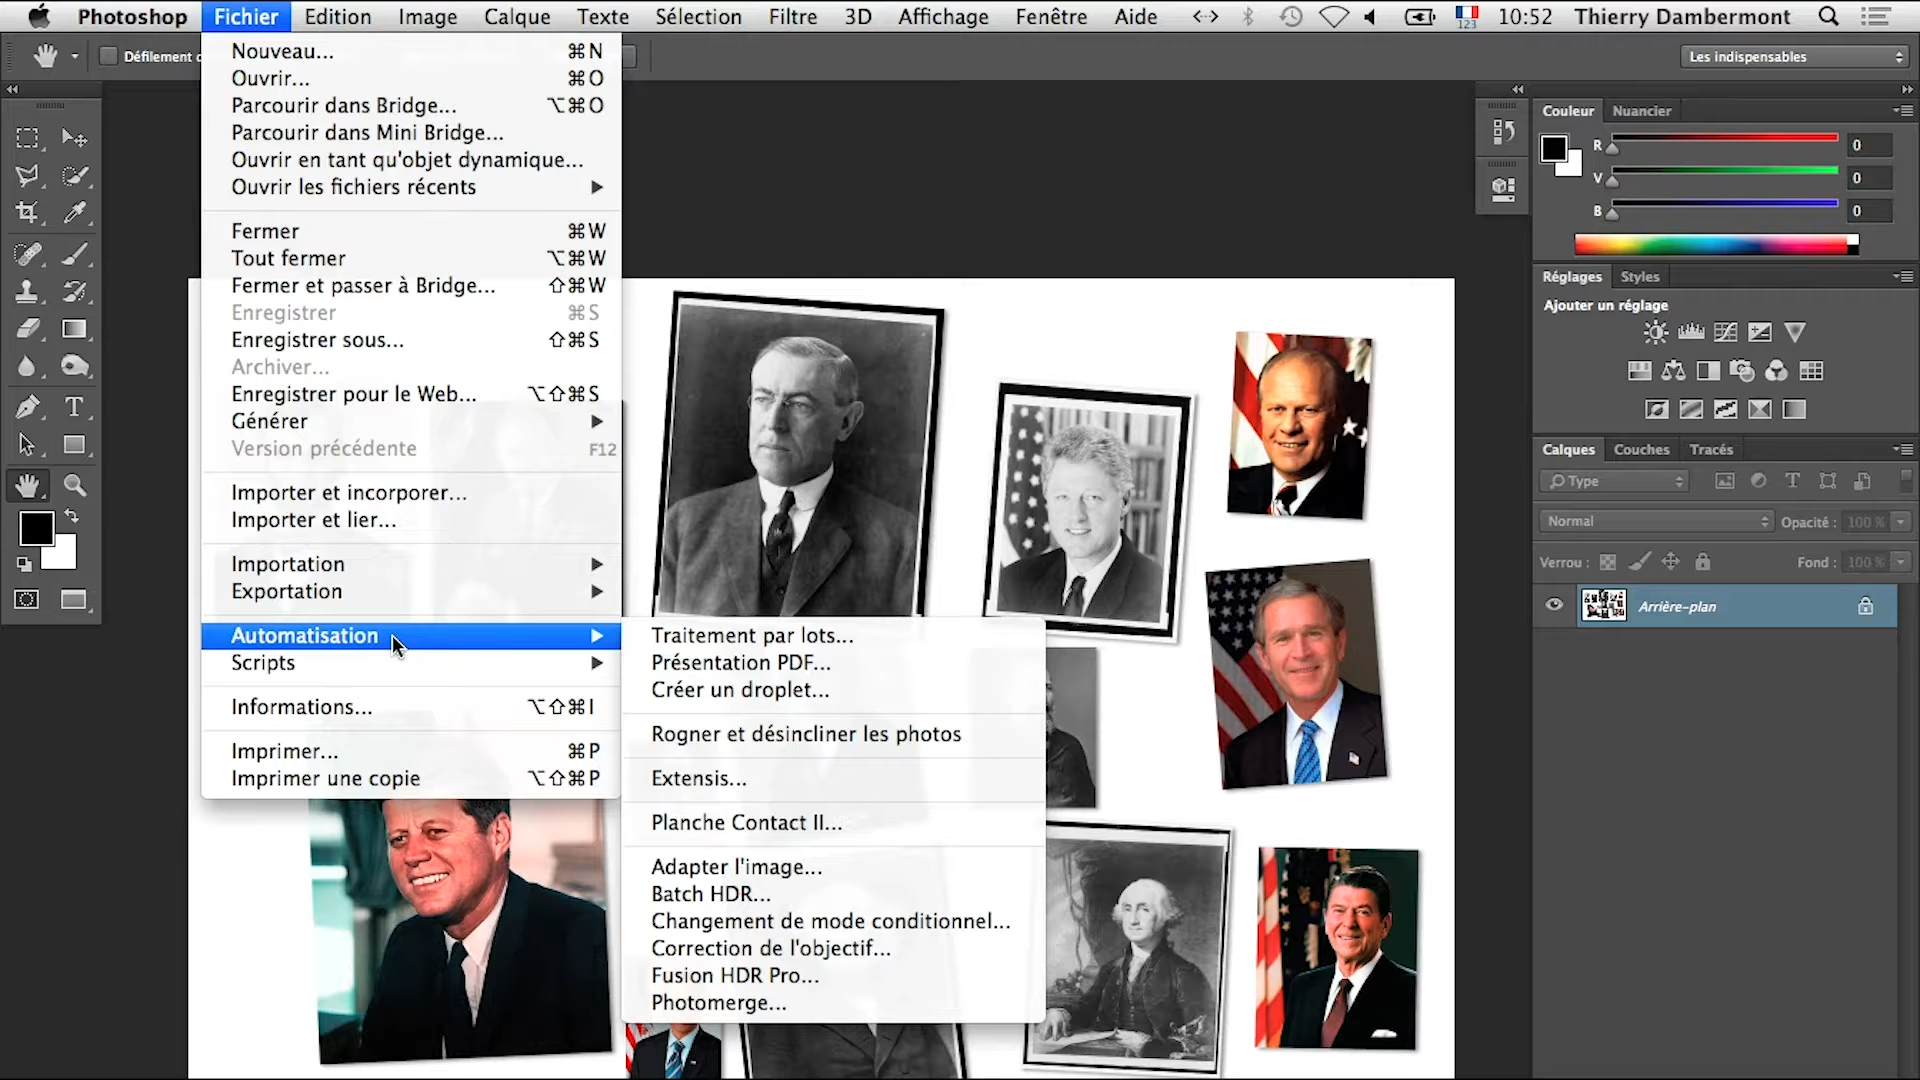 Photoshop Fichier Edition Image Calque Texte Sélection Filtre 3D Affichage Fenêtre Aide 123 10:52 Thierry Dambermont
Défilement
Les indispensables
Nouveau... ⌘N
Ouvrir... ⌘O
Parcourir dans Bridge... ⌥⌘O
Parcourir dans Mini Bridge...
Ouvrir en tant qu'objet dynamique...
Ouvrir les fichiers récents
Fermer ⌘W
Tout fermer ⌥⌘W
Fermer et passer à Bridge... ⇧⌘W
Enregistrer ⌘S
Enregistrer sous... ⇧⌘S
Archiver...
Enregistrer pour le Web... ⌥⇧⌘S
Générer
Version précédente F12
Importer et incorporer...
Importer et lier...
Importation
Exportation
Automatisation
Scripts
Informations... ⌥⇧⌘I
Imprimer... ⌘P
Imprimer une copie ⌥⇧⌘P
Traitement par lots...
Présentation PDF...
Créer un droplet...
Rogner et désincliner les photos
Extensis...
Planche Contact II...
Adapter l'image...
Batch HDR...
Changement de mode conditionnel...
Correction de l'objectif...
Fusion HDR Pro...
Photomerge...
Couleur Nuancier
R 0
V 0
B 0
Réglages Styles
Ajouter un réglage
Calques Couches Tracés
Type
Normal Opacité : 100 %
Verrou : Fond : 100 %
Arrière-plan